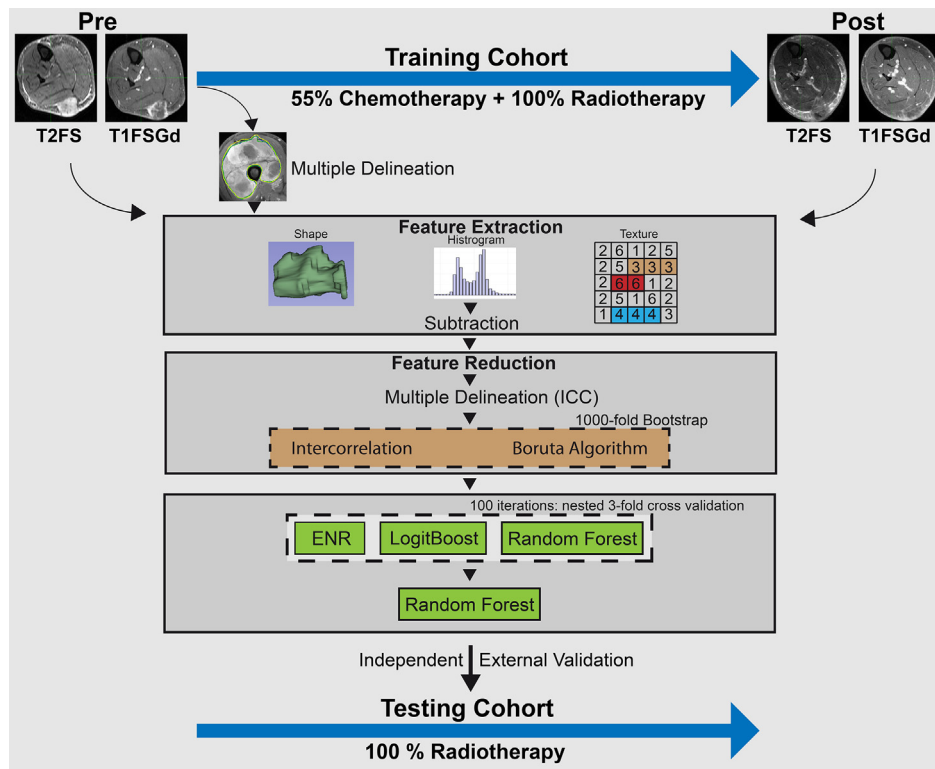 Pre
Post
Training Cohort
55% Chemotherapy + 100% Radiotherapy
T2FS
T1FSGd
T2FS
T1FSGd
Multiple Delineation
Feature Extraction
Shape
Histrogram
Texture
2 6 1 2 5
2 5 3 3 3
2 6 6 1 2
2 5 1 6 2
1 4 4 4 3
Subtraction
Feature Reduction
Multiple Delineation (ICC)
1000-fold Bootstrap
Intercorrelation
Boruta Algorithm
100 iterations: nested 3-fold cross validation
ENR
LogitBoost
Random Forest
Random Forest
Independent External Validation
Testing Cohort
100 % Radiotherapy